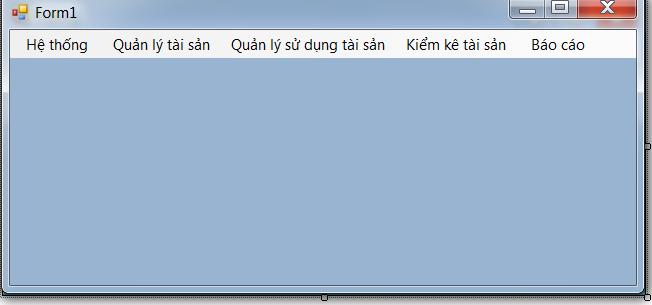 Form1
Hệ thống Quản lý tài sản Quản lý sử dụng tài sản Kiểm kê tài sản Báo cáo